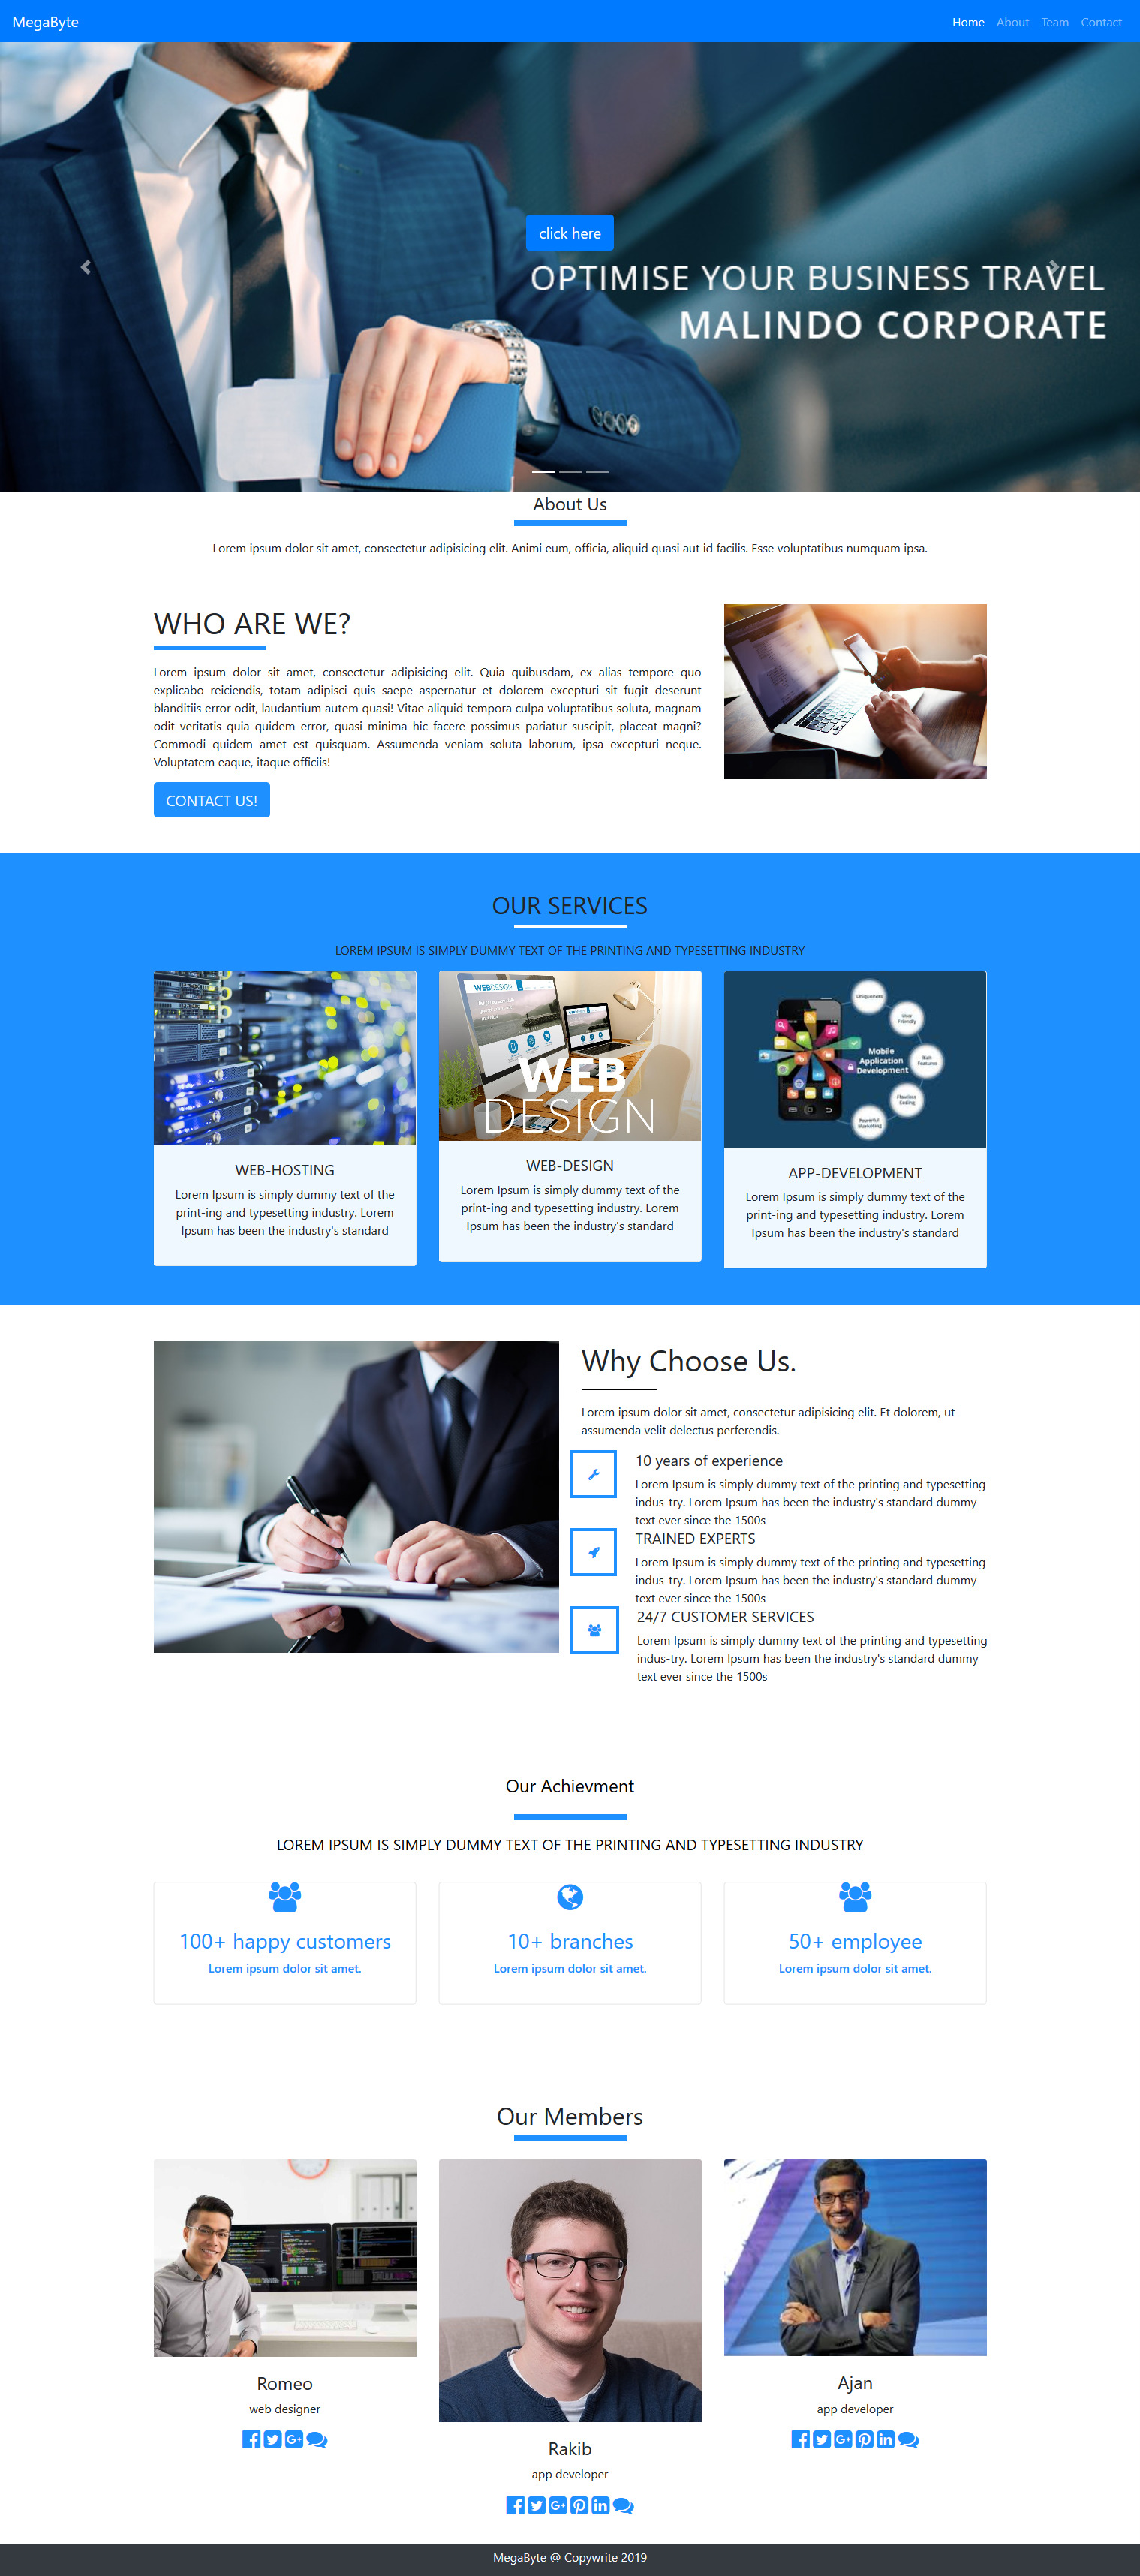 MegaByte
Home About Team Contact
click here
OPTIMISE YOUR BUSINESS TRAVEL
MALINDO CORPORATE
About Us
Lorem ipsum dolor sit amet, consectetur adipisicing elit. Animi eum, officia, aliquid quasi aut id facilis. Esse voluptatibus numquam ipsa.
WHO ARE WE?
Lorem ipsum dolor sit amet, consectetur adipisicing elit. Quia quibusdam, ex alias tempore quo
explicabo reiciendis, totam adipisci quis saepe aspernatur et dolorem excepturi sit fugit deserunt
blanditiis error odit, laudantium autem quasi! Vitae aliquid tempora culpa voluptatibus soluta, magnam
odit veritatis quia quidem error, quasi minima hic facere possimus pariatur suscipit, placeat magni?
Commodi quidem amet est quisquam. Assumenda veniam soluta laborum, ipsa excepturi neque.
Voluptatem eaque, itaque officiis!
CONTACT US!
OUR SERVICES
LOREM IPSUM IS SIMPLY DUMMY TEXT OF THE PRINTING AND TYPESETTING INDUSTRY
WEBDESIGN
WEB
DESIGN
Uniqueness
User
Friendly
Rich
Features
Mobile
Application
Development
Flawless
Coding
Powerful
Marketing
WEB-HOSTING
Lorem Ipsum is simply dummy text of the
print-ing and typesetting industry. Lorem
Ipsum has been the industry's standard
WEB-DESIGN
Lorem Ipsum is simply dummy text of the
print-ing and typesetting industry. Lorem
Ipsum has been the industry's standard
APP-DEVELOPMENT
Lorem Ipsum is simply dummy text of the
print-ing and typesetting industry. Lorem
Ipsum has been the industry's standard
Why Choose Us.
Lorem ipsum dolor sit amet, consectetur adipisicing elit. Et dolorem, ut
assumenda velit delectus perferendis.
10 years of experience
Lorem Ipsum is simply dummy text of the printing and typesetting
indus-try. Lorem Ipsum has been the industry's standard dummy
text ever since the 1500s
TRAINED EXPERTS
Lorem Ipsum is simply dummy text of the printing and typesetting
indus-try. Lorem Ipsum has been the industry's standard dummy
text ever since the 1500s
24/7 CUSTOMER SERVICES
Lorem Ipsum is simply dummy text of the printing and typesetting
indus-try. Lorem Ipsum has been the industry's standard dummy
text ever since the 1500s
Our Achievment
LOREM IPSUM IS SIMPLY DUMMY TEXT OF THE PRINTING AND TYPESETTING INDUSTRY
100+ happy customers
Lorem ipsum dolor sit amet.
10+ branches
Lorem ipsum dolor sit amet.
50+ employee
Lorem ipsum dolor sit amet.
Our Members
Romeo
web designer
Rakib
app developer
Ajan
app developer
MegaByte @ Copywrite 2019